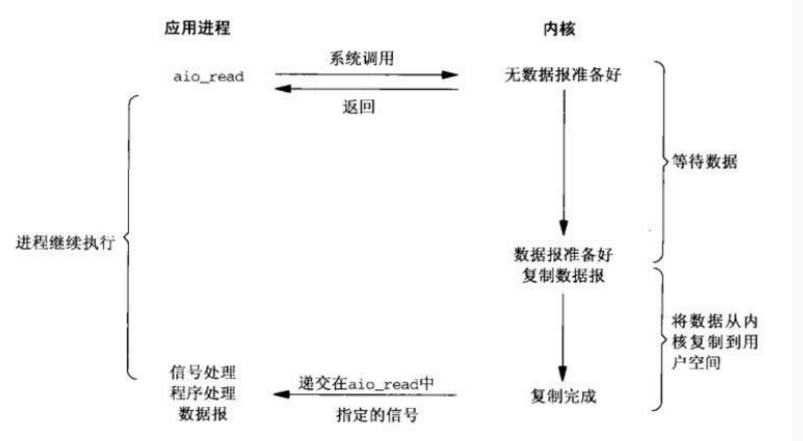 应用进程
内核
系统调用
aio_read
无数据报准备好
返回
等待数据
进程继续执行
数据报准备好
复制数据报
将数据从内
核复制到用
户空间
信号处理
程序处理
数据报
递交在aio_read中
指定的信号
复制完成